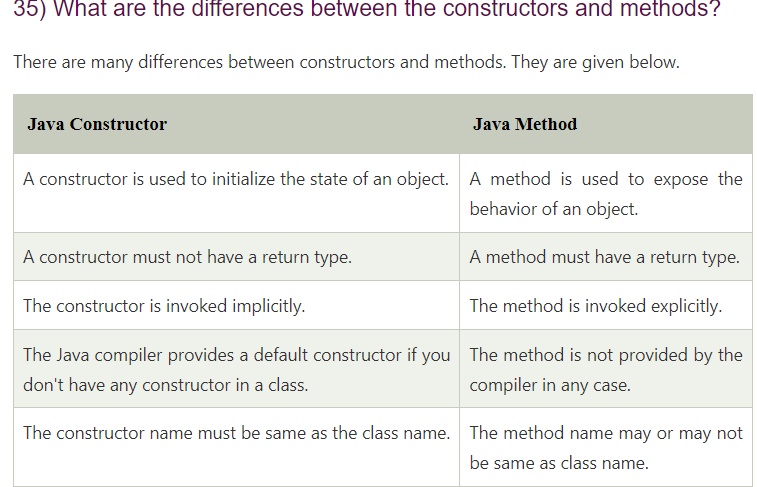 35) What are the differences between the constructors and methods?
There are many differences between constructors and methods. They are given below.
Java Constructor
Java Method
A constructor is used to initialize the state of an object.
A method is used to expose the
behavior of an object.
A constructor must not have a return type.
A method must have a return type.
The constructor is invoked implicitly.
The method is invoked explicitly.
The Java compiler provides a default constructor if you
don't have any constructor in a class.
The method is not provided by the
compiler in any case.
The constructor name must be same as the class name.
The method name may or may not
be same as class name.